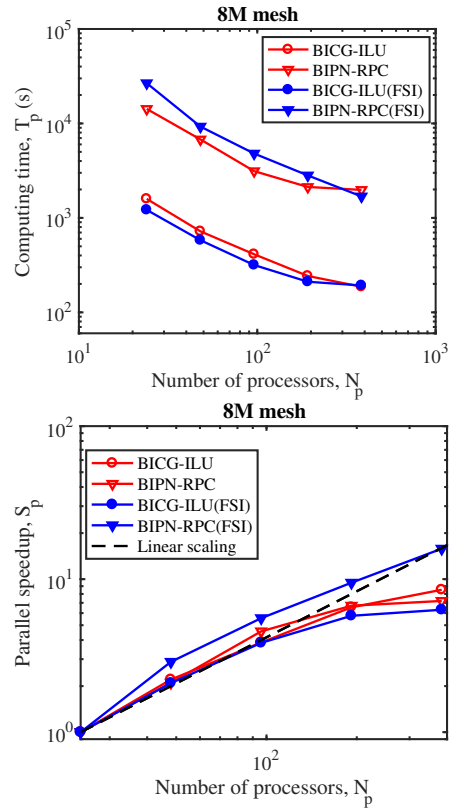 8M mesh
10^5
10^4
10^3
10^2
Computing time, T_p (s)
BICG-ILU
BIPN-RPC
BICG-ILU(FSI)
BIPN-RPC(FSI)
10^1
10^2
10^3
Number of processors, N_p
8M mesh
10^2
10^1
10^0
Parallel speedup, S_p
BICG-ILU
BIPN-RPC
BICG-ILU(FSI)
BIPN-RPC(FSI)
Linear scaling
10^2
Number of processors, N_p